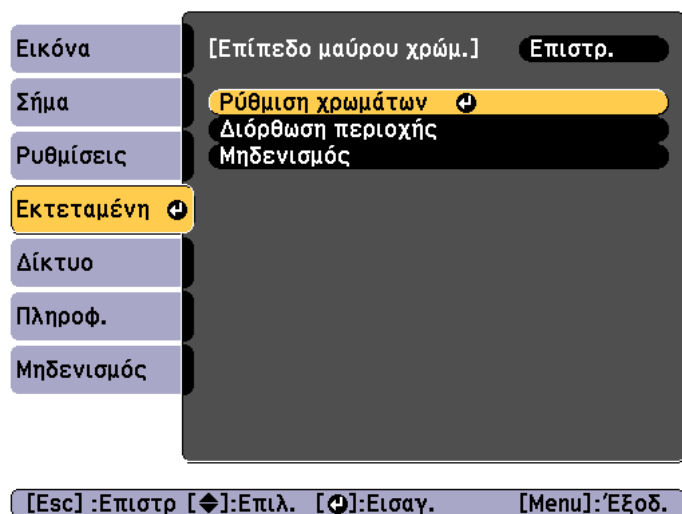 Εικόνα
Σήμα
Ρυθμίσεις
Εκτεταμένη
Δίκτυο
Πληροφ.
Μηδενισμός
[Επίπεδο μαύρου χρώμ.] Επιστρ.
Ρύθμιση χρωμάτων
Διόρθωση περιοχής
Μηδενισμός
[Esc] :Επιστρ [◆]:Επιλ. [⏎]:Εισαγ. [Menu]:Έξοδ.